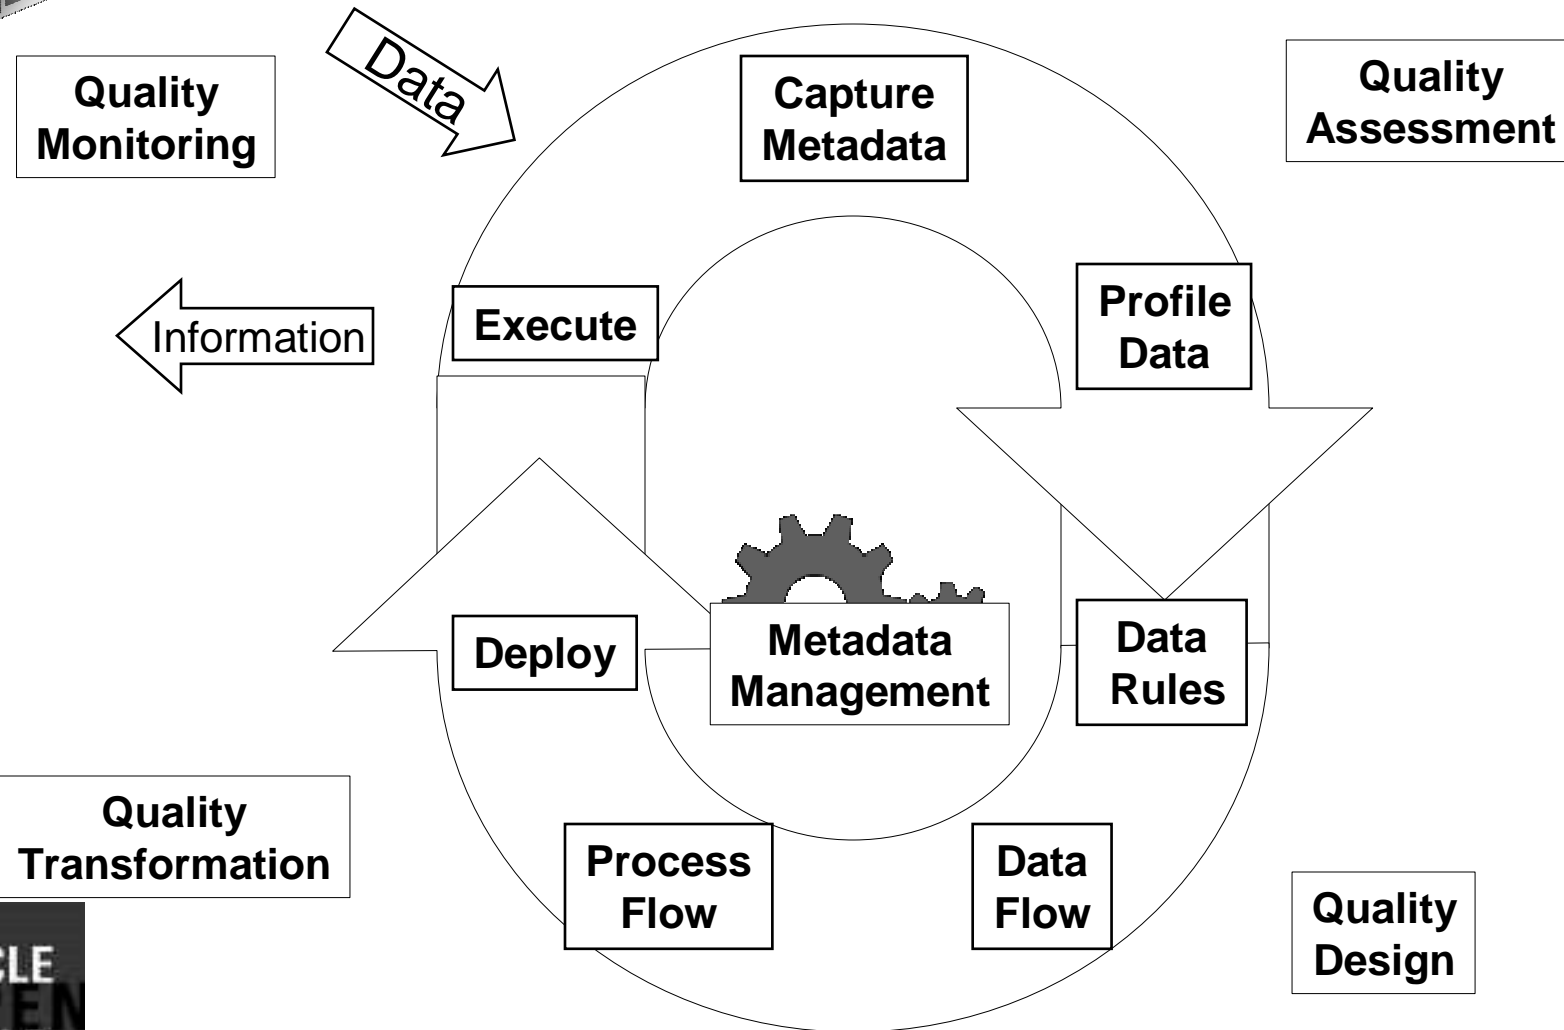 Data
Quality
Monitoring
Capture
Metadata
Quality
Assessment
Information
Execute
Profile
Data
Deploy
Metadata
Management
Data
Rules
Quality
Transformation
Process
Flow
Data
Flow
Quality
Design
CLE